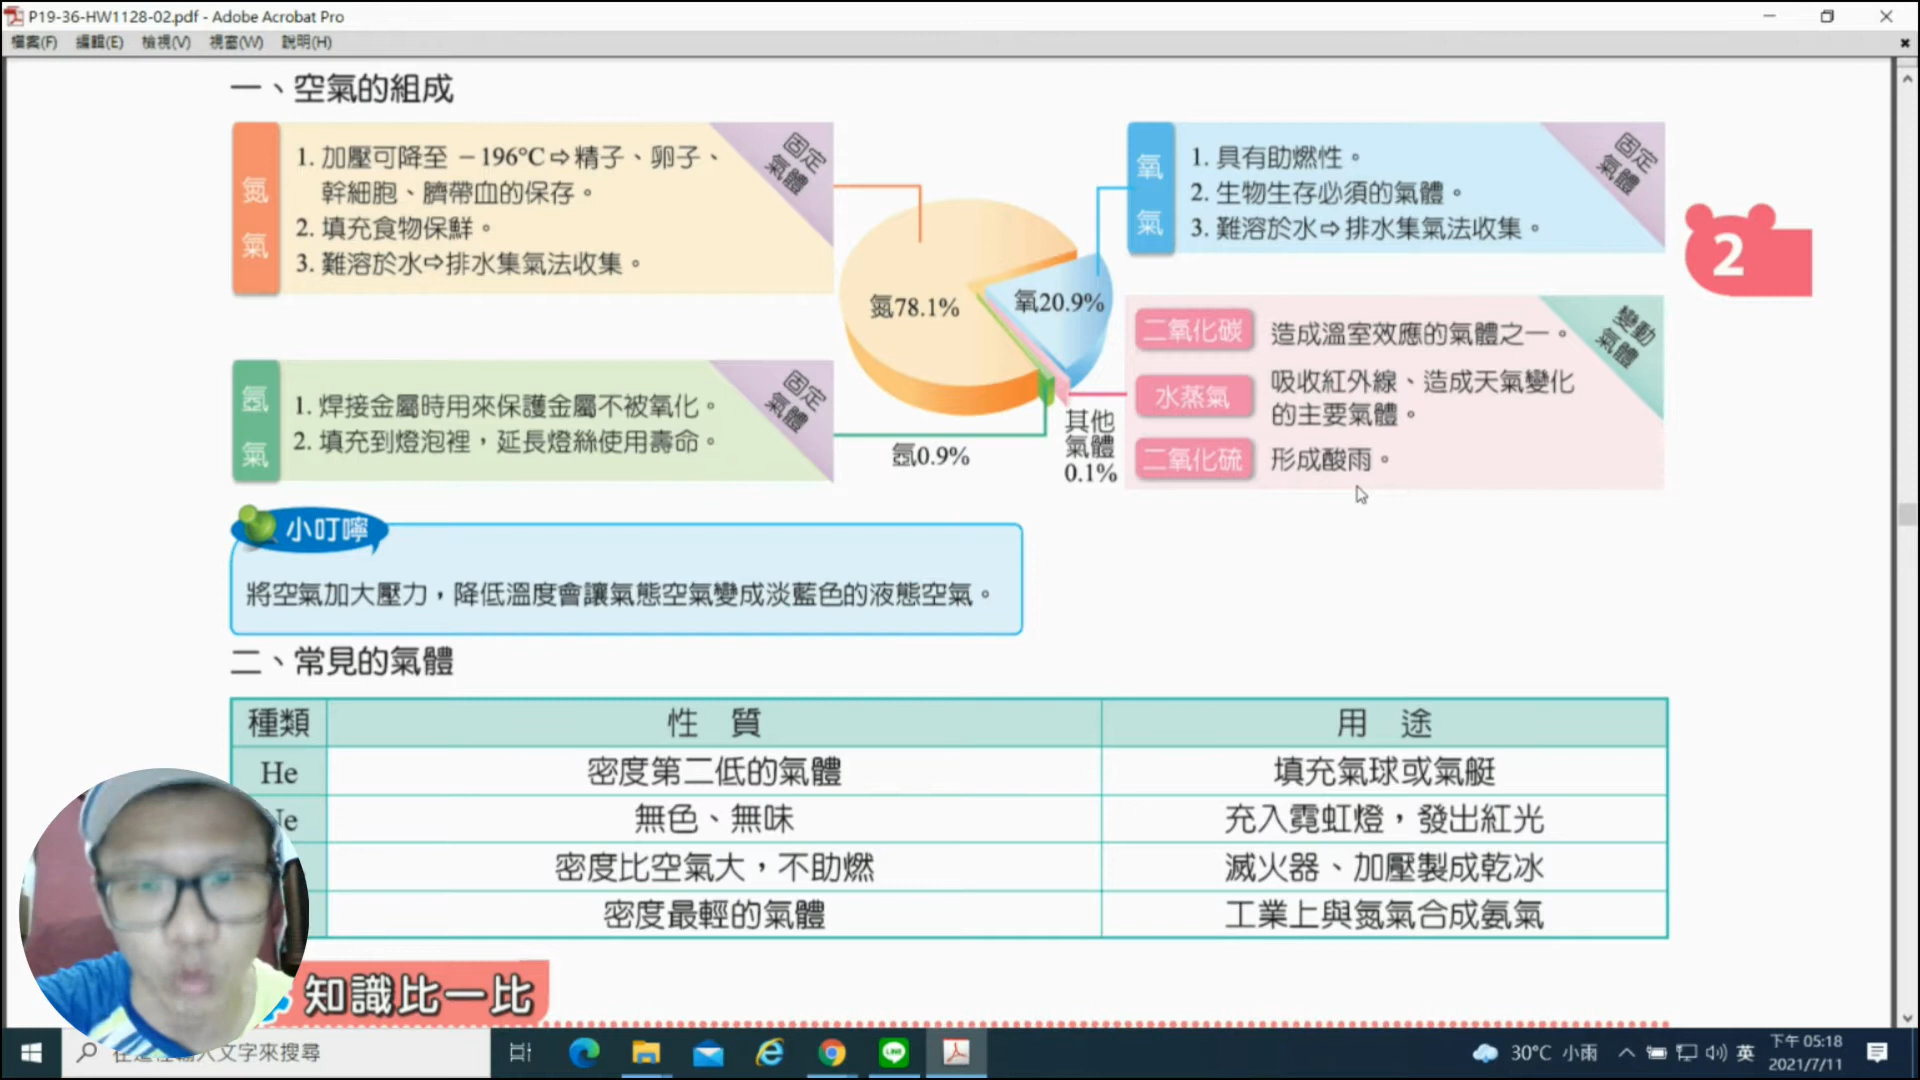 P19-36-HW1128-02.pdf - Adobe Acrobat Pro
檔案(F) 編輯(E) 檢視(V) 視窗(W) 說明(H)
一、空氣的組成
氮氣
固定氣體
1. 加壓可降至 －196°C⇨精子、卵子、
幹細胞、臍帶血的保存。
2. 填充食物保鮮。
3. 難溶於水⇨排水集氣法收集。
氧氣
固定氣體
1. 具有助燃性。
2. 生物生存必須的氣體。
3. 難溶於水⇨排水集氣法收集。
2
氮78.1%
氧20.9%
氬0.9%
其他
氣體
0.1%
氬氣
固定氣體
1. 焊接金屬時用來保護金屬不被氧化。
2. 填充到燈泡裡，延長燈絲使用壽命。
變動氣體
二氧化碳 造成溫室效應的氣體之一。
水蒸氣 吸收紅外線、造成天氣變化
的主要氣體。
二氧化硫 形成酸雨。
小叮嚀
將空氣加大壓力，降低溫度會讓氣態空氣變成淡藍色的液態空氣。
二、常見的氣體
種類 性 質 用 途
He 密度第二低的氣體 填充氣球或氣艇
Ne 無色、無味 充入霓虹燈，發出紅光
密度比空氣大，不助燃 滅火器、加壓製成乾冰
密度最輕的氣體 工業上與氮氣合成氨氣
知識比一比
文字來搜尋
30°C 小雨
英
下午 05:18
2021/7/11